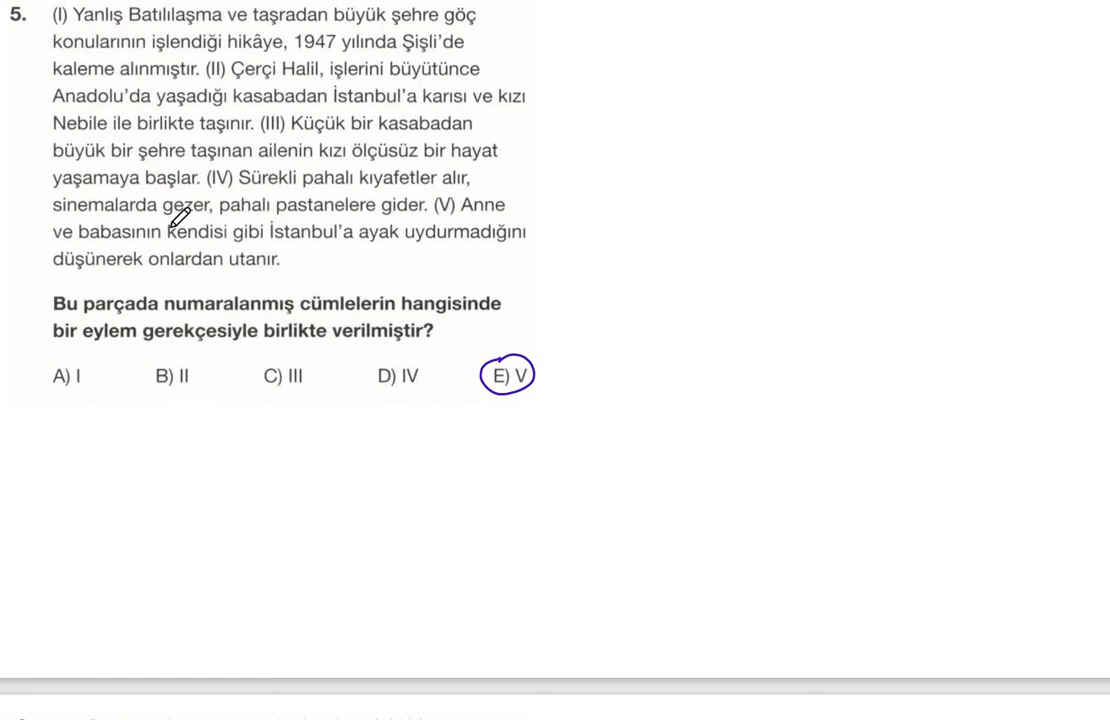 5. (I) Yanlış Batılılaşma ve taşradan büyük şehre göç
konularının işlendiği hikâye, 1947 yılında Şişli’de
kaleme alınmıştır. (II) Çerçi Halil, işlerini büyütünce
Anadolu’da yaşadığı kasabadan İstanbul’a karısı ve kızı
Nebile ile birlikte taşınır. (III) Küçük bir kasabadan
büyük bir şehre taşınan ailenin kızı ölçüsüz bir hayat
yaşamaya başlar. (IV) Sürekli pahalı kıyafetler alır,
sinemalarda gezer, pahalı pastanelere gider. (V) Anne
ve babasının kendisi gibi İstanbul’a ayak uydurmadığını
düşünerek onlardan utanır.
Bu parçada numaralanmış cümlelerin hangisinde
bir eylem gerekçesiyle birlikte verilmiştir?
A) I B) II C) III D) IV E) V